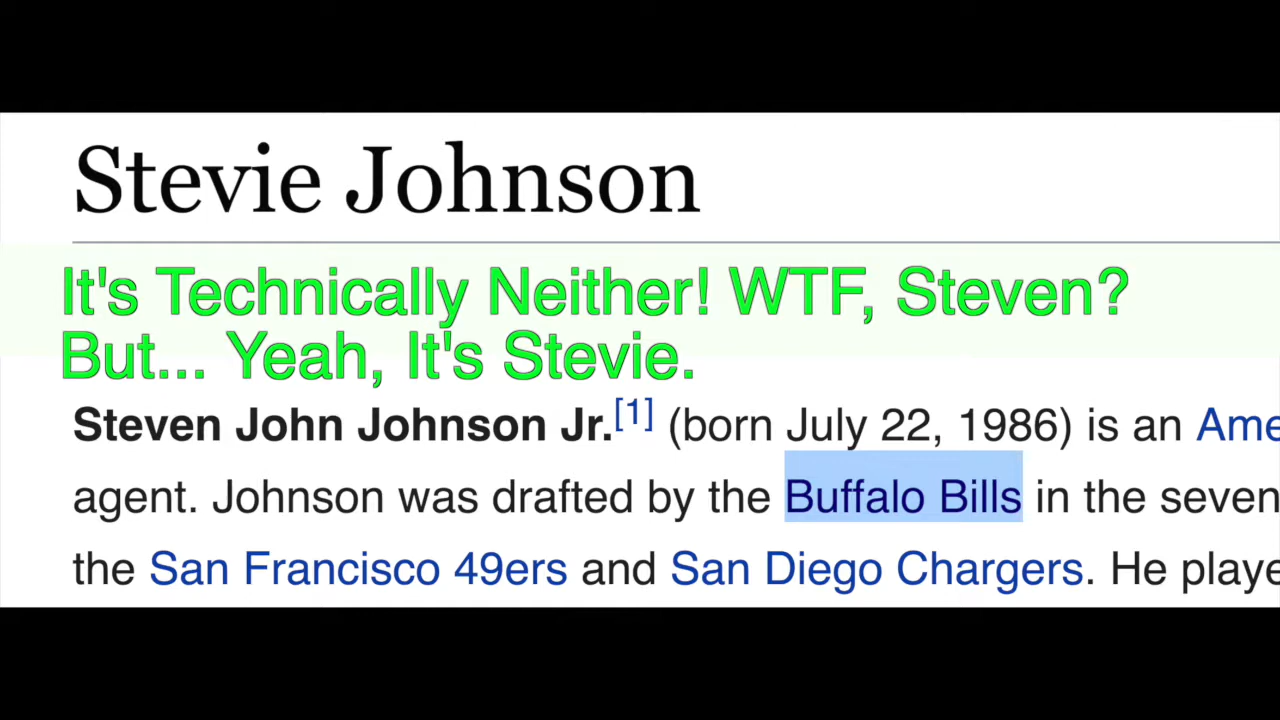 Stevie Johnson
It's Technically Neither! WTF, Steven?
But... Yeah, It's Stevie.
Steven John Johnson Jr.[1] (born July 22, 1986) is an Ame
agent. Johnson was drafted by the Buffalo Bills in the seven
the San Francisco 49ers and San Diego Chargers. He playe